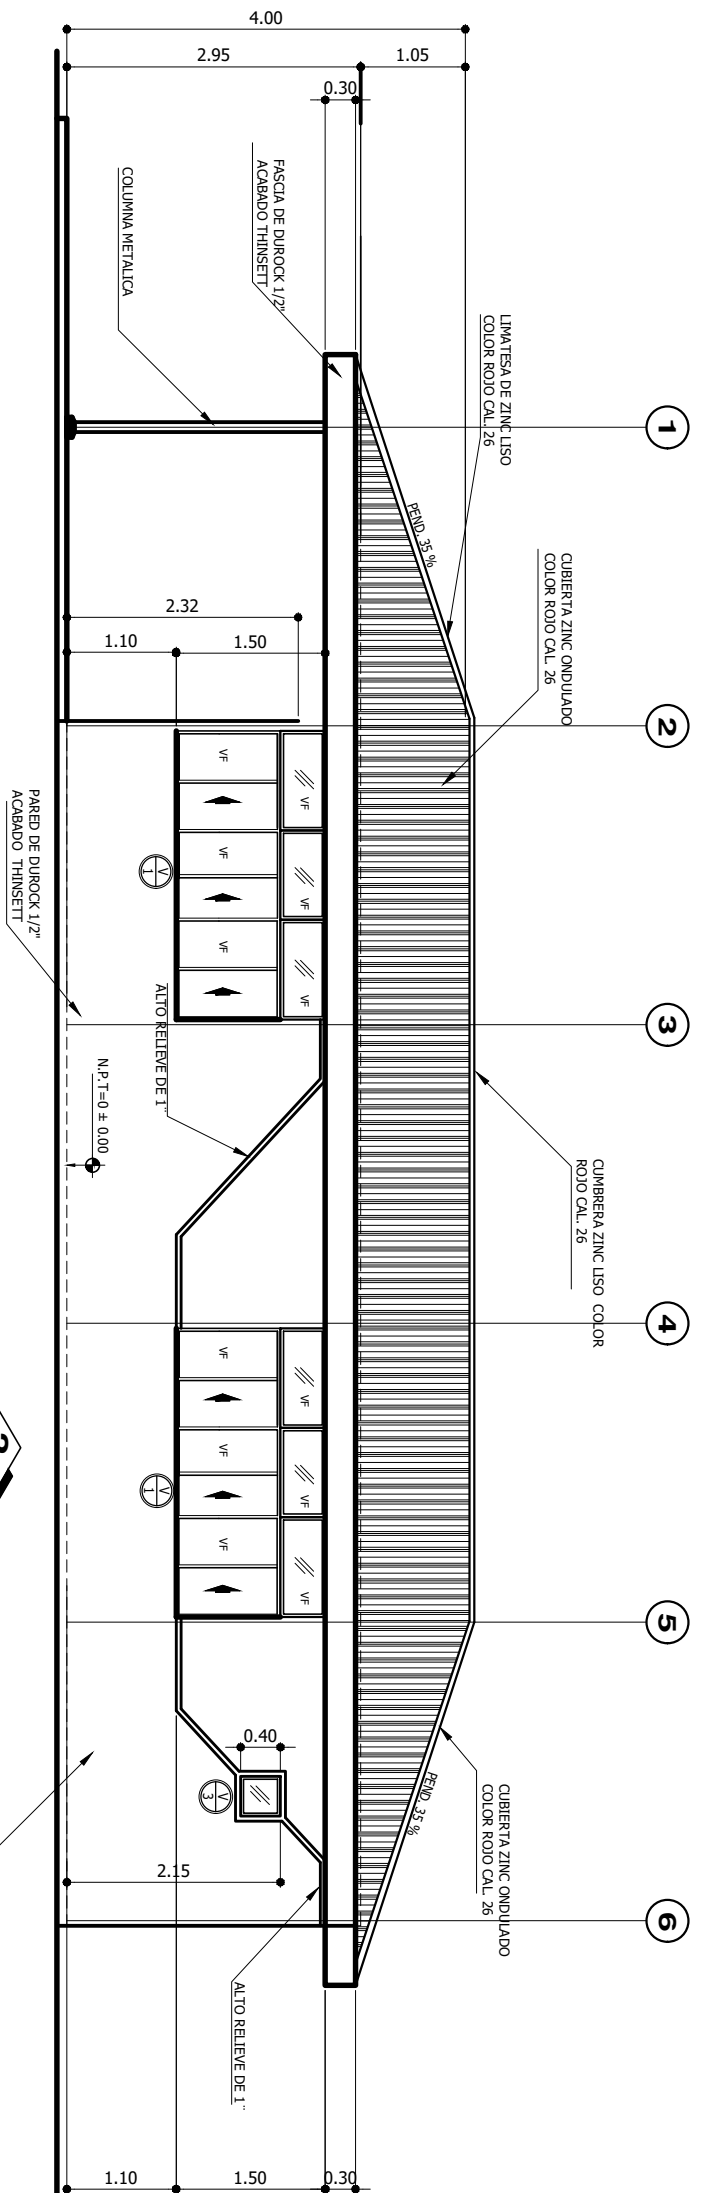 4.00
2.95
1.05
0.30
FASCIA DE DUROCK 1/2"
ACABADO THINSETT
COLUMNA METALICA
LIMATESA DE ZINC LISO
COLOR ROJO CAL. 26
1
PEND. 35 %
CUBIERTA ZINC ONDULADO
COLOR ROJO CAL. 26
2.32
1.10
1.50
2
VF
VF
VF
VF
VF
VF
V
1
PARED DE DUROCK 1/2"
ACABADO THINSETT
ALTO RELIEVE DE 1"
3
N.P.T=0 ± 0.00
CUMBRERA ZINC LISO COLOR
ROJO CAL. 26
4
VF
VF
VF
VF
VF
VF
V
1
5
0.40
V
3
PEND. 35 %
CUBIERTA ZINC ONDULADO
COLOR ROJO CAL. 26
2.15
6
ALTO RELIEVE DE 1"
1.10
1.50
0.30